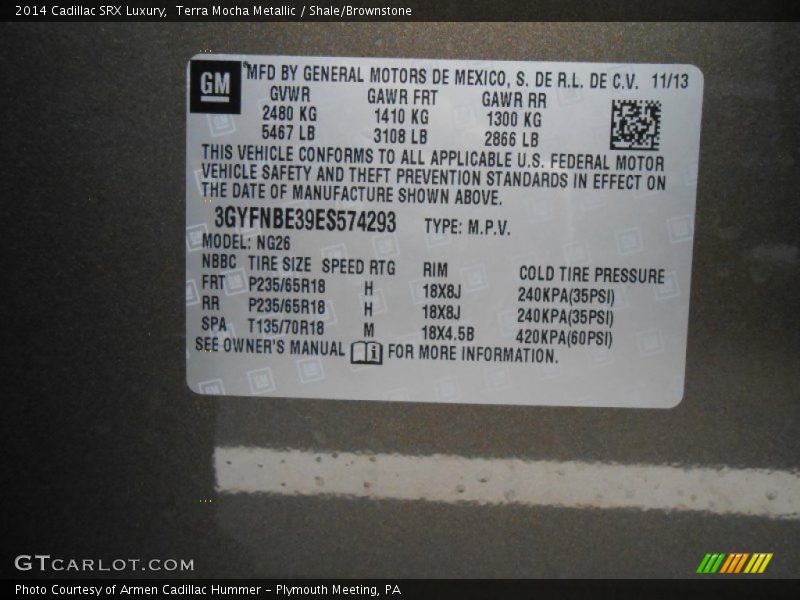 2014 Cadillac SRX Luxury,  Terra Mocha Metallic / Shale/Brownstone
GM
MFD BY GENERAL MOTORS DE MEXICO, S. DE R.L. DE C.V. 11/13
GVWR GAWR FRT GAWR RR
2480 KG 1410 KG 1300 KG
5467 LB 3108 LB 2866 LB
THIS VEHICLE CONFORMS TO ALL APPLICABLE U.S. FEDERAL MOTOR
VEHICLE SAFETY AND THEFT PREVENTION STANDARDS IN EFFECT ON
THE DATE OF MANUFACTURE SHOWN ABOVE.
3GYFNBE39ES574293 TYPE: M.P.V.
MODEL: NG26
NBBC TIRE SIZE SPEED RTG RIM COLD TIRE PRESSURE
FRT P235/65R18 H 18X8J 240KPA(35PSI)
RR P235/65R18 H 18X8J 240KPA(35PSI)
SPA T135/70R18 M 18X4.5B 420KPA(60PSI)
SEE OWNER'S MANUAL i FOR MORE INFORMATION.
GTCARLOT.COM
Photo Courtesy of Armen Cadillac Hummer - Plymouth Meeting, PA